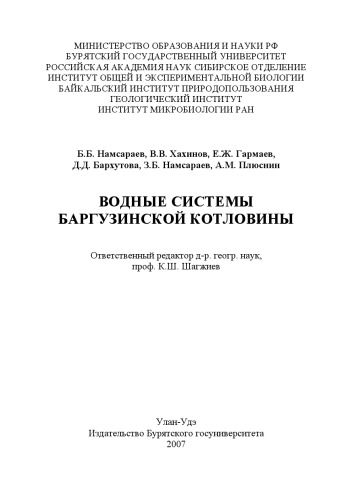 МИНИСТЕРСТВО ОБРАЗОВАНИЯ И НАУКИ РФ
БУРЯТСКИЙ ГОСУДАРСТВЕННЫЙ УНИВЕРСИТЕТ
РОССИЙСКАЯ АКАДЕМИЯ НАУК СИБИРСКОЕ ОТДЕЛЕНИЕ
ИНСТИТУТ ОБЩЕЙ И ЭКСПЕРИМЕНТАЛЬНОЙ БИОЛОГИИ
БАЙКАЛЬСКИЙ ИНСТИТУТ ПРИРОДОПОЛЬЗОВАНИЯ
ГЕОЛОГИЧЕСКИЙ ИНСТИТУТ
ИНСТИТУТ МИКРОБИОЛОГИИ РАН
Б.Б. Намсараев, В.В. Хахинов, Е.Ж. Гармаев,
Д.Д. Бархутова, З.Б. Намсараев, А.М. Плюснин
ВОДНЫЕ СИСТЕМЫ
БАРГУЗИНСКОЙ КОТЛОВИНЫ
Ответственный редактор д-р. геогр. наук,
проф. К.Ш. Шагжиев
Улан-Удэ
Издательство Бурятского госуниверситета
2007